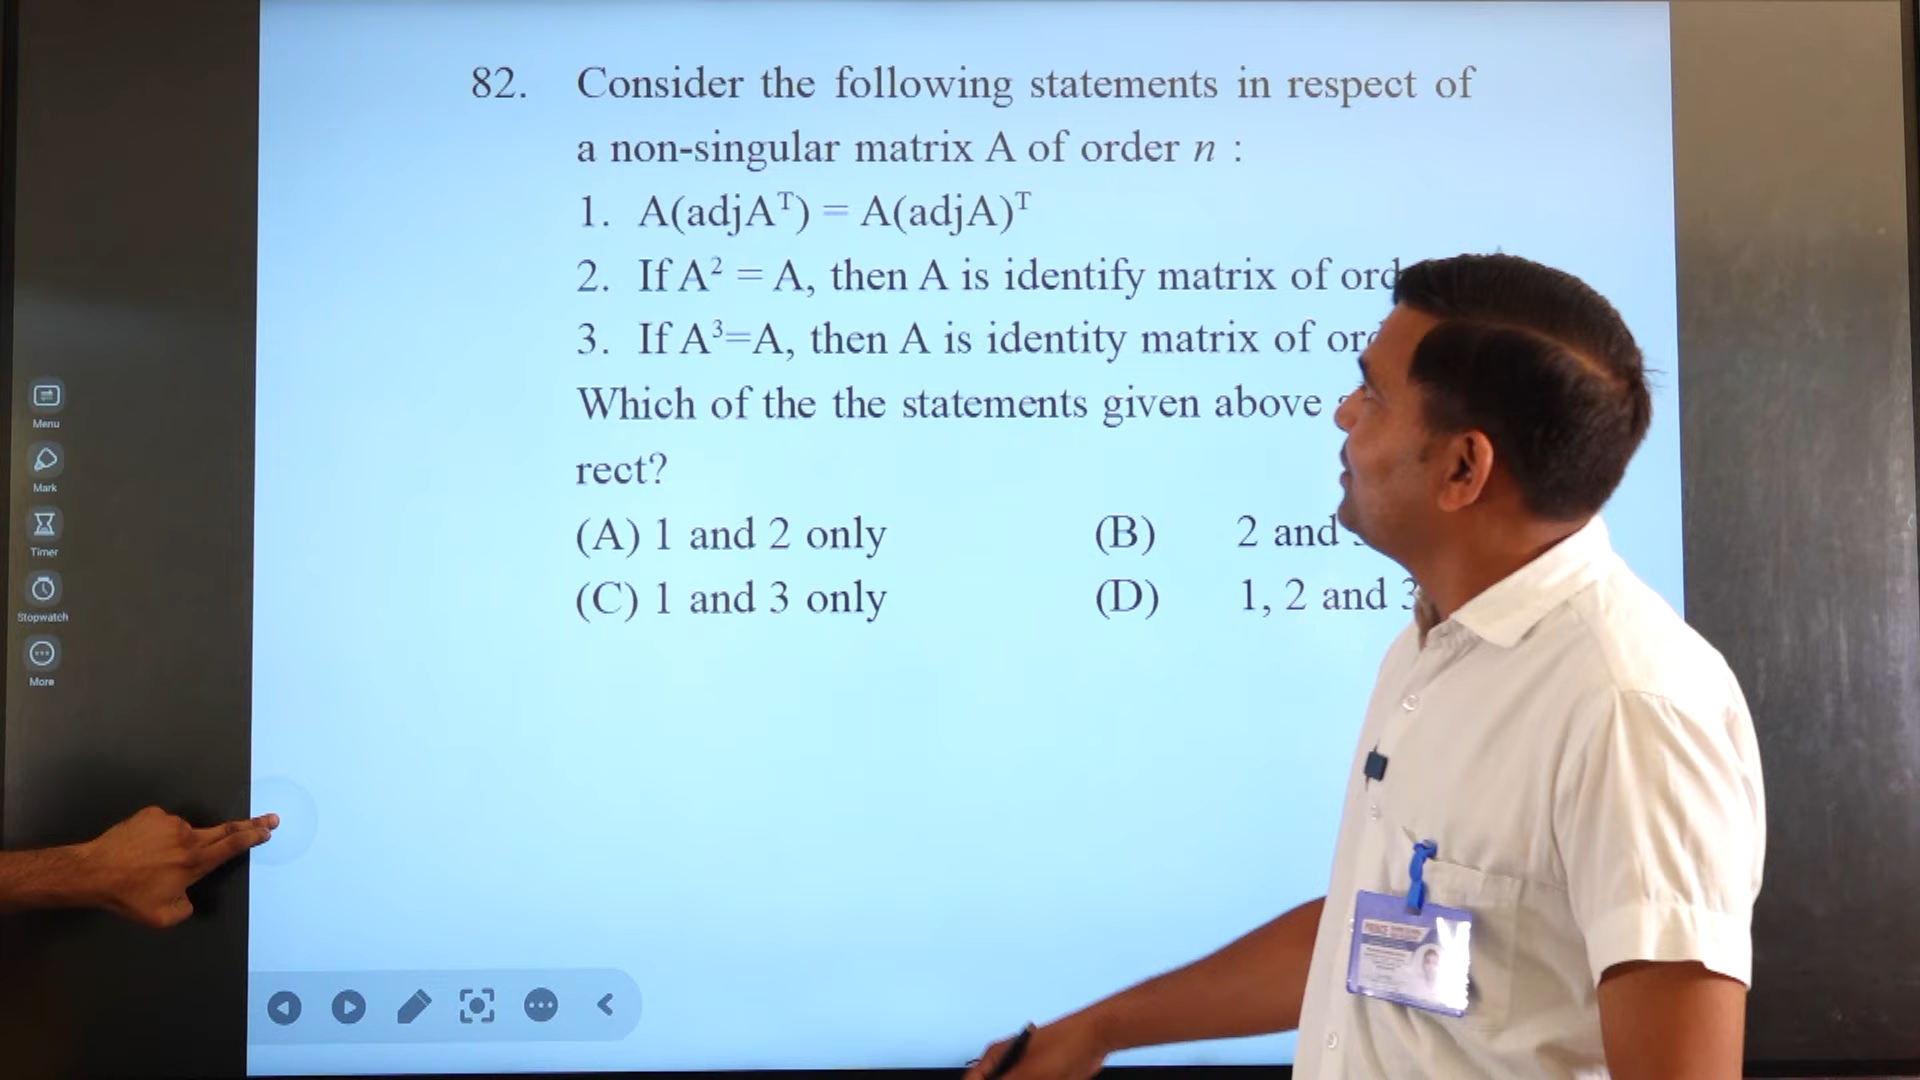 82. Consider the following statements in respect of
a non-singular matrix A of order n :
1. A(adjAᵀ) = A(adjA)ᵀ
2. If A² = A, then A is identify matrix of
3. If A³=A, then A is identity matrix of
Which of the the statements given above
rect?
(A) 1 and 2 only (B) 2 and
(C) 1 and 3 only (D) 1, 2 and 3
Menu
Mark
Timer
Stopwatch
More
PRINCE